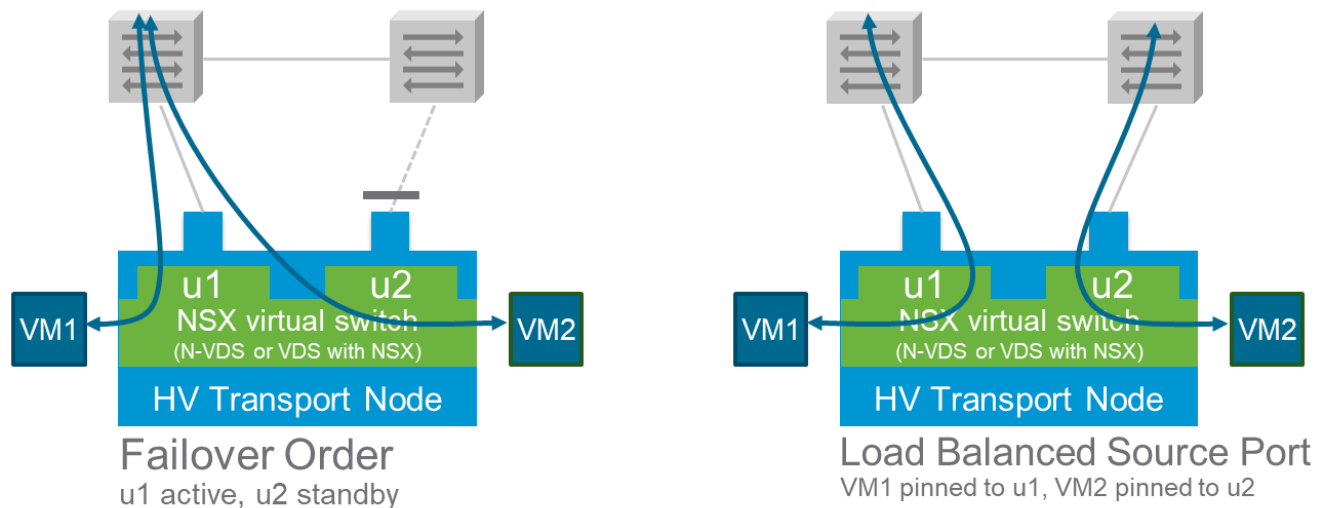 u1
u2
VM1
NSX virtual switch
VM2
(N-VDS or VDS with NSX)
HV Transport Node
Failover Order
u1 active, u2 standby
u1
u2
VM1
NSX virtual switch
VM2
(N-VDS or VDS with NSX)
HV Transport Node
Load Balanced Source Port
VM1 pinned to u1, VM2 pinned to u2